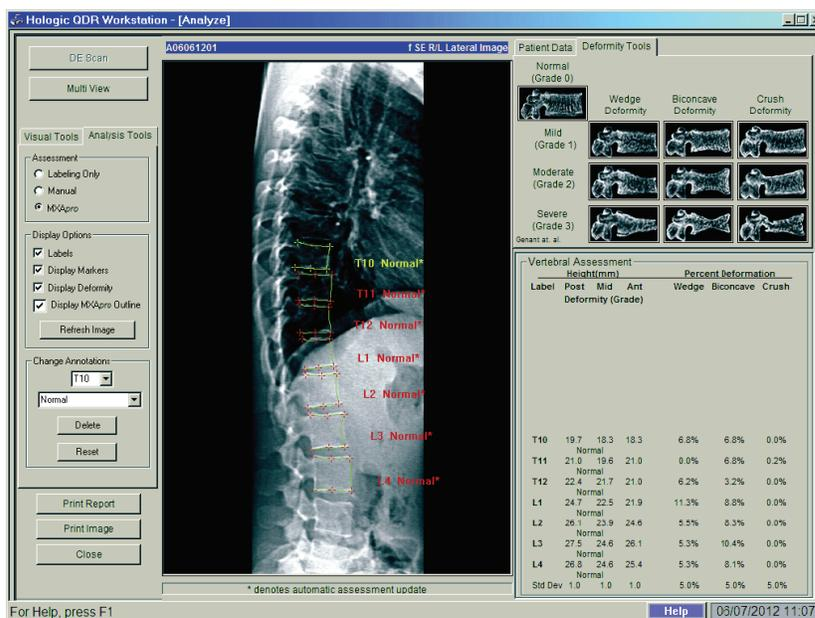 Hologic QDR Workstation - [Analyze]
DE Scan
Multi View
Visual Tools Analysis Tools
Assessment
Labeling Only
Manual
MXApro
Display Options
Labels
Display Markers
Display Deformity
Display MXApro Outline
Refresh Image
Change Annotations
T10
Normal
Delete
Reset
Print Report
Print Image
Close
A06061201 f SE R/L Lateral Image
T10 Normal*
T11 Normal*
T12 Normal*
L1 Normal*
L2 Normal*
L3 Normal*
L4 Normal*
* denotes automatic assessment update
Patient Data Deformity Tools
Normal
(Grade 0)
Wedge Deformity
Biconcave Deformity
Crush Deformity
Mild
(Grade 1)
Moderate
(Grade 2)
Severe
(Grade 3)
Genant at. al.
Vertebral Assessment
Height(mm) Percent Deformation
Label Post Mid Ant Wedge Biconcave Crush
Deformity (Grade)
T10 19.7 18.3 18.3 6.8% 6.8% 0.0%
Normal
T11 21.0 19.6 21.0 0.0% 6.8% 0.2%
Normal
T12 22.4 21.7 21.0 6.2% 3.2% 0.0%
Normal
L1 24.7 22.5 21.9 11.3% 8.8% 0.0%
Normal
L2 26.1 23.9 24.6 5.5% 8.3% 0.0%
Normal
L3 27.5 24.6 26.1 5.3% 10.4% 0.0%
Normal
L4 26.8 24.6 25.4 5.3% 8.1% 0.0%
Normal
Std Dev 1.0 1.0 1.0 5.0% 5.0% 5.0%
For Help, press F1
Help 06/07/2012 11:07